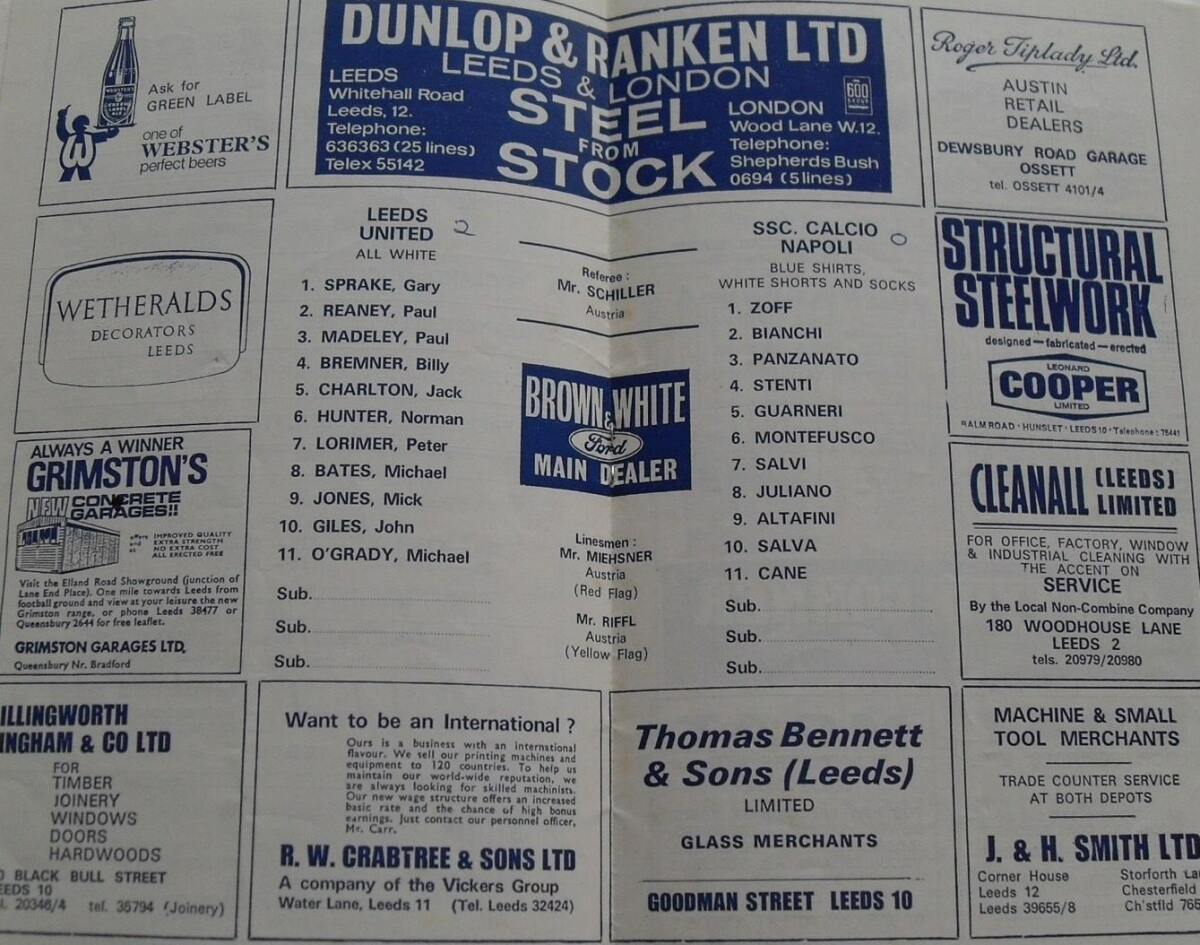 Ask for
GREEN LABEL
one of
WEBSTER'S
perfect beers
DUNLOP & RANKEN LTD
LEEDS & LONDON
STEEL
FROM
STOCK
LEEDS
Whitehall Road
Leeds, 12.
Telephone:
636363 (25 lines)
Telex 55142
600
GROUP
LONDON
Wood Lane W.12.
Telephone:
Shepherds Bush
0694 (5 lines)
Roger Tiplady Ltd.
AUSTIN
RETAIL
DEALERS
DEWSBURY ROAD GARAGE
OSSETT
tel. OSSETT 4101/4
WETHERALDS
DECORATORS
LEEDS
LEEDS
UNITED 2
ALL WHITE
1. SPRAKE, Gary
2. REANEY, Paul
3. MADELEY, Paul
4. BREMNER, Billy
5. CHARLTON, Jack
6. HUNTER, Norman
7. LORIMER, Peter
8. BATES, Michael
9. JONES, Mick
10. GILES, John
11. O'GRADY, Michael
Sub.
Sub.
Sub.
Referee:
Mr. SCHILLER
Austria
BROWN & WHITE
Ford
MAIN DEALER
Linesmen:
Mr. MIEHSNER
Austria
(Red Flag)
Mr. RIFFL
Austria
(Yellow Flag)
SSC. CALCIO
NAPOLI 0
BLUE SHIRTS,
WHITE SHORTS AND SOCKS
1. ZOFF
2. BIANCHI
3. PANZANATO
4. STENTI
5. GUARNERI
6. MONTEFUSCO
7. SALVI
8. JULIANO
9. ALTAFINI
10. SALVA
11. CANE
Sub.
Sub.
Sub.
STRUCTURAL
STEELWORK
designed—fabricated—erected
LEONARD
COOPER
LIMITED
BALM ROAD · HUNSLET · LEEDS 10 · Telephone: 75441
ALWAYS A WINNER
GRIMSTON'S
NEW CONCRETE
GARAGES!!
IMPROVED QUALITY
EXTRA STRENGTH
NO EXTRA COST
ALL ERECTED FREE
Visit the Elland Road Showground (junction of
Lane End Place). One mile towards Leeds from
football ground and view at your leisure the new
Grimston range, or phone Leeds 38477 or
Queensbury 2644 for free leaflet.
GRIMSTON GARAGES LTD.
Queensbury Nr. Bradford
CLEANALL (LEEDS)
LIMITED
FOR OFFICE, FACTORY, WINDOW
& INDUSTRIAL CLEANING WITH
THE ACCENT ON
SERVICE
By the Local Non-Combine Company
180 WOODHOUSE LANE
LEEDS 2
tels. 20979/20980
ILLINGWORTH
INGHAM & CO LTD
FOR
TIMBER
JOINERY
WINDOWS
DOORS
HARDWOODS
BLACK BULL STREET
LEEDS 10
20346/4 tel. 35794 (Joinery)
Want to be an International?
Ours is a business with an international
flavour. We sell our printing machines and
equipment to 120 countries. To help us
maintain our world-wide reputation, we
are always looking for skilled machinists.
Our new wage structure offers an increased
basic rate and the chance of high bonus
earnings. Just contact our personnel officer,
Mr. Carr.
R. W. CRABTREE & SONS LTD
A company of the Vickers Group
Water Lane, Leeds 11 (Tel. Leeds 32424)
Thomas Bennett
& Sons (Leeds)
LIMITED
GLASS MERCHANTS
GOODMAN STREET LEEDS 10
MACHINE & SMALL
TOOL MERCHANTS
TRADE COUNTER SERVICE
AT BOTH DEPOTS
J. & H. SMITH LTD
Corner House
Leeds 12
Leeds 39655/8
Storforth La
Chesterfield
Ch'stfld 765